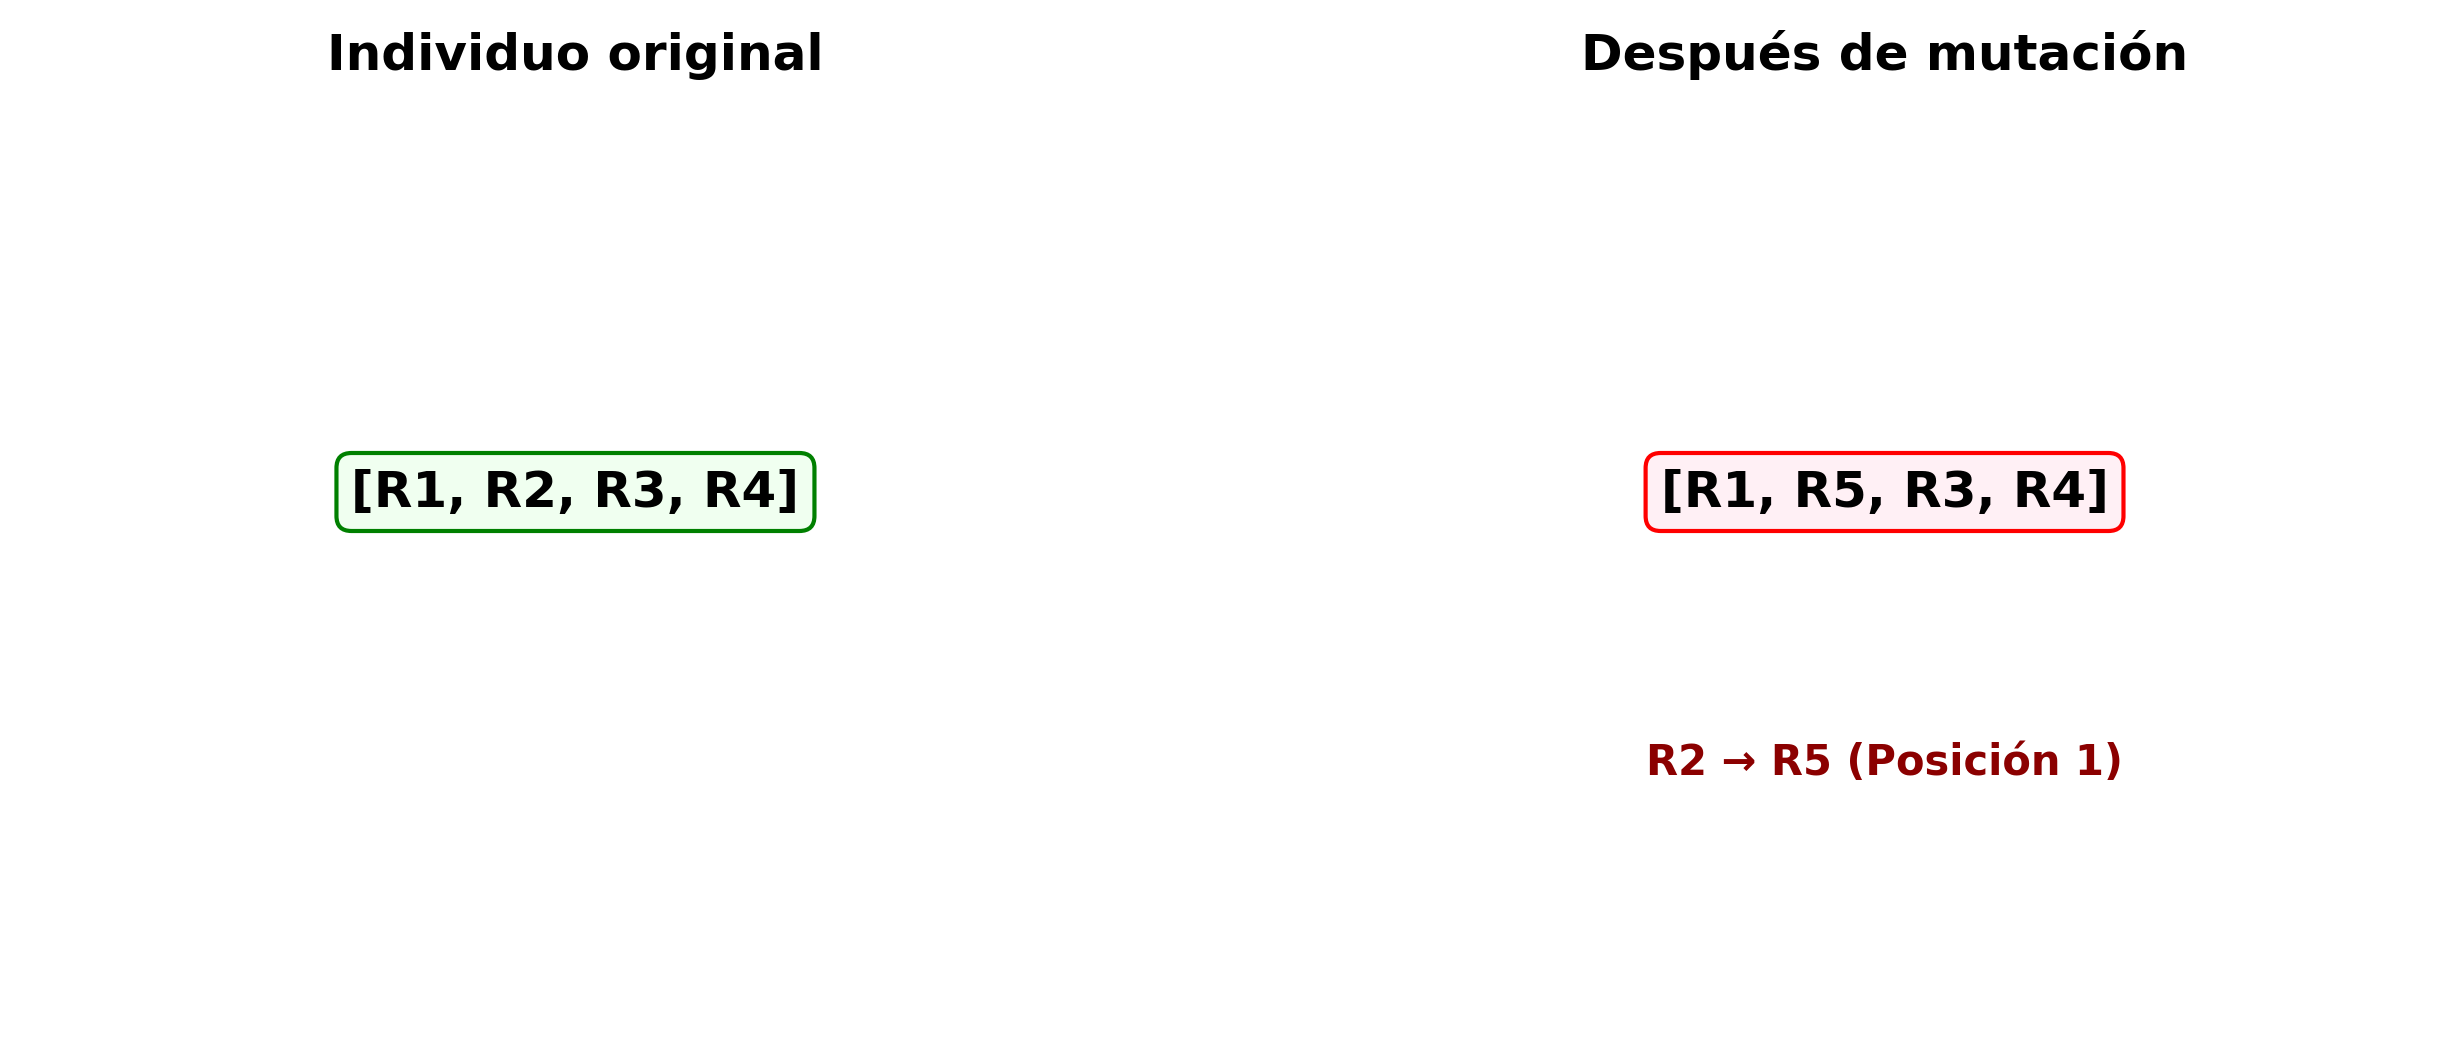 Individuo original
Después de mutación
[R1, R2, R3, R4]
[R1, R5, R3, R4]
R2 → R5 (Posición 1)